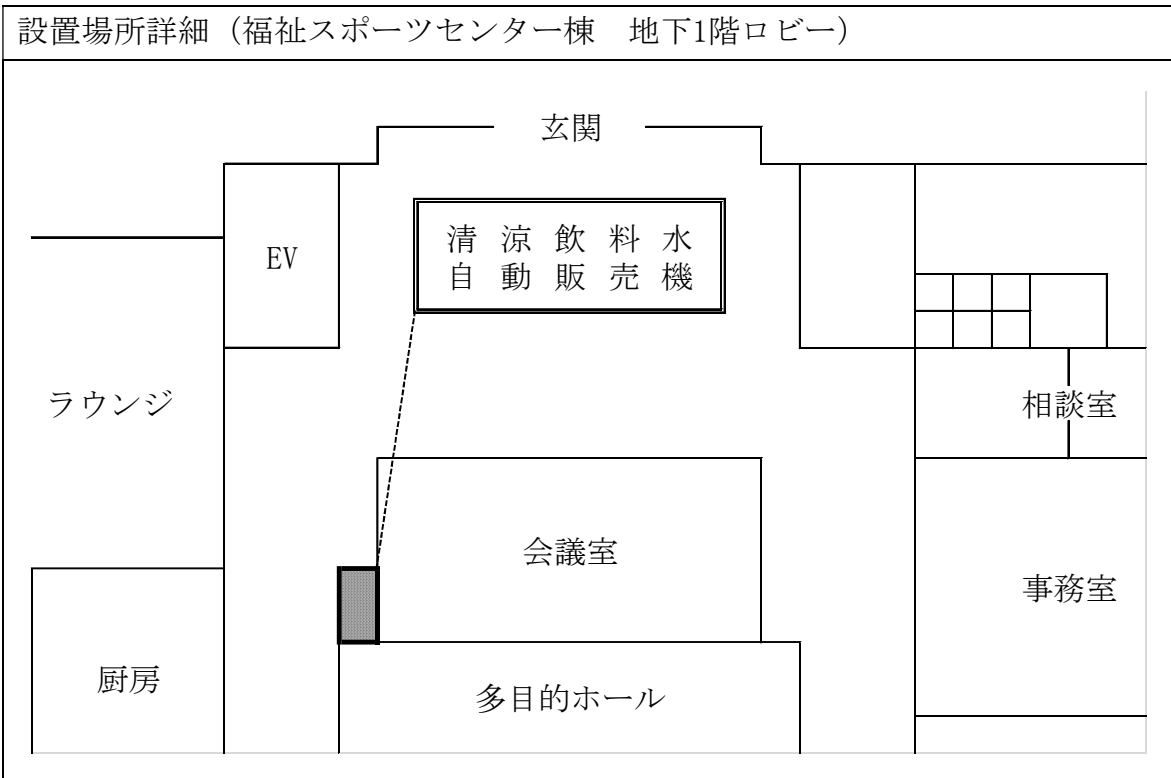 設置場所詳細（福祉スポーツセンター棟　地下1階ロビー）
玄関
清涼飲料水
自動販売機
EV
ラウンジ
相談室
会議室
事務室
厨房
多目的ホール